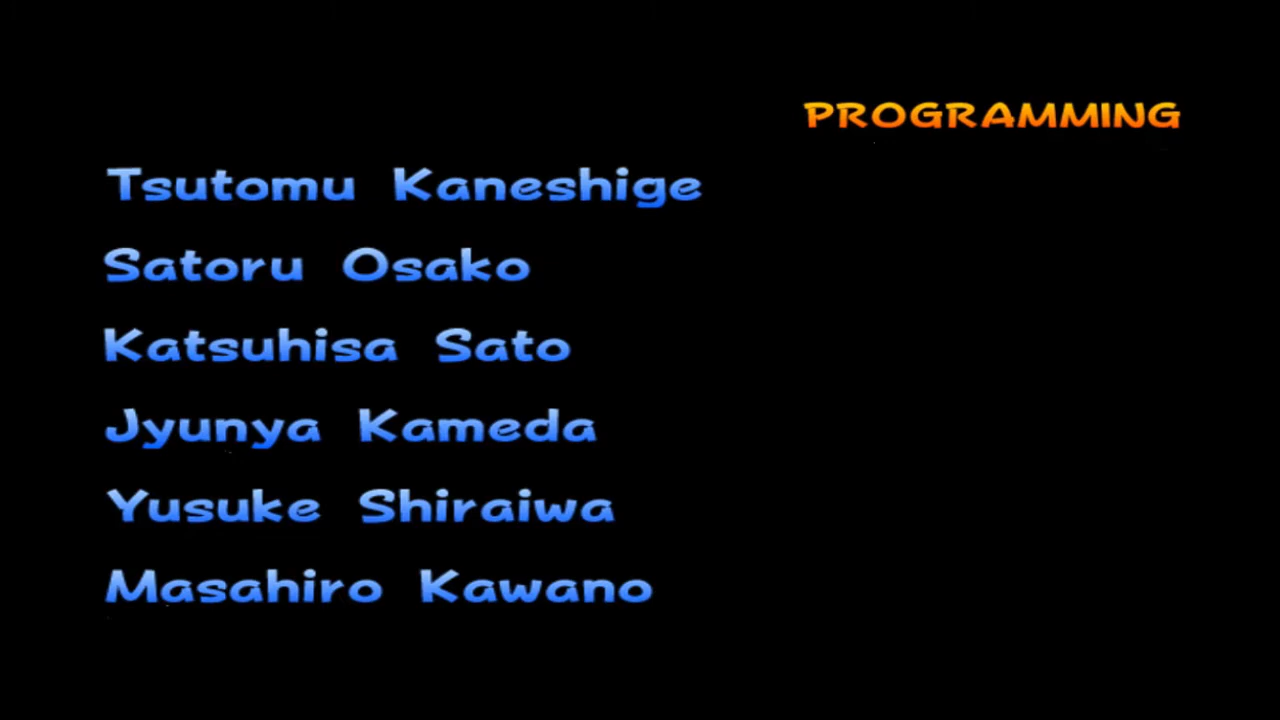 PROGRAMMING
Tsutomu Kaneshige
Satoru Osako
Katsuhisa Sato
Jyunya Kameda
Yusuke Shiraiwa
Masahiro Kawano